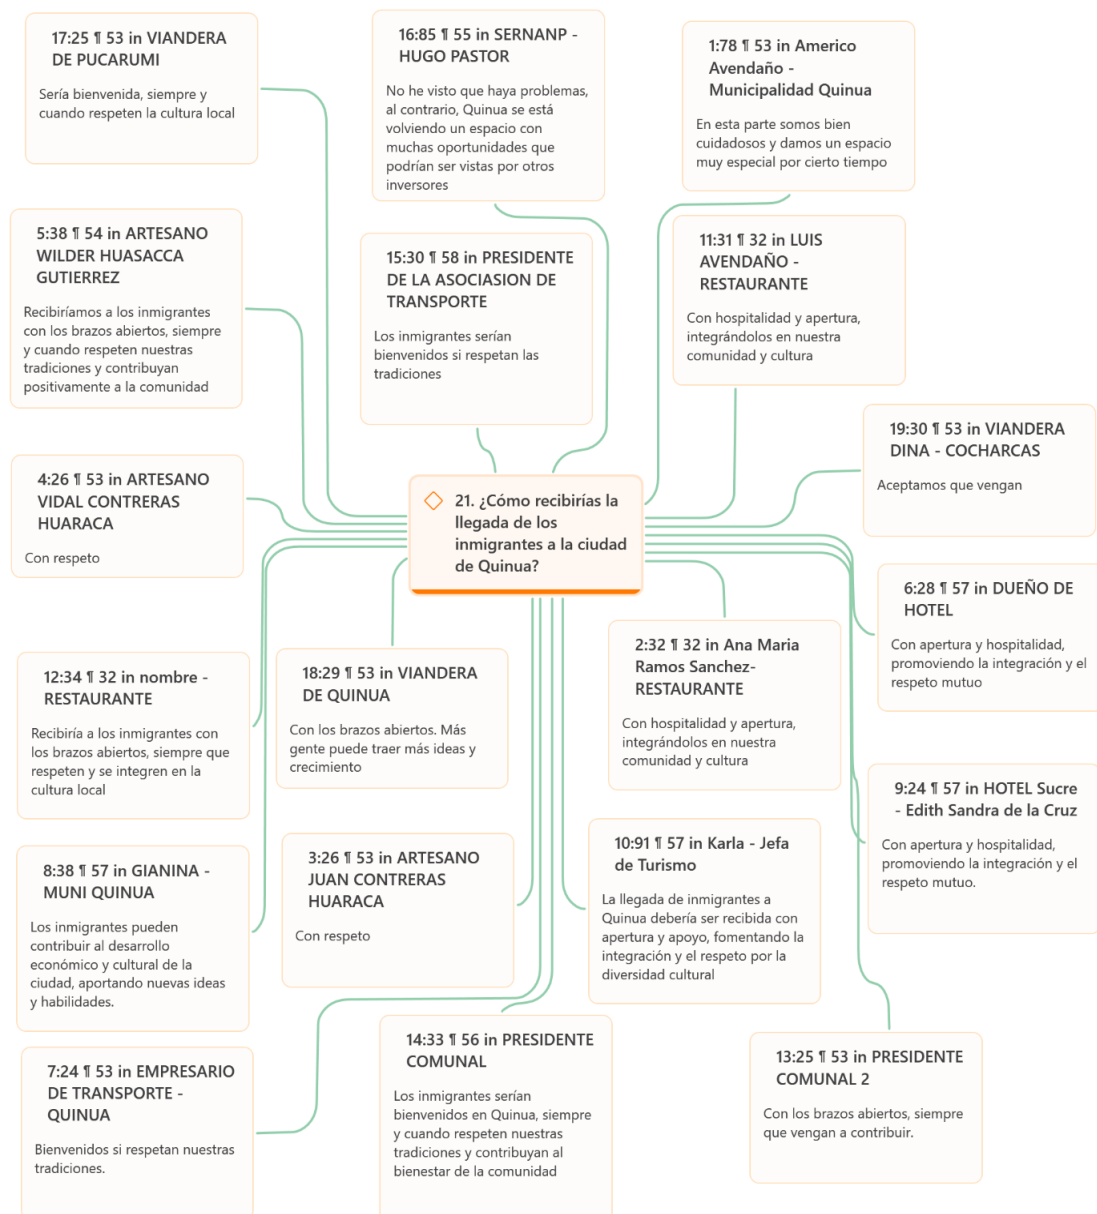 17:25 ¶ 53 in VIANDERA
DE PUCARUMI
Sería bienvenida, siempre y
cuando respeten la cultura local
16:85 ¶ 55 in SERNANP -
HUGO PASTOR
No he visto que haya problemas,
al contrario, Quinua se está
volviendo un espacio con
muchas oportunidades que
podrían ser vistas por otros
inversores
1:78 ¶ 53 in Americo
Avendaño -
Municipalidad Quinua
En esta parte somos bien
cuidadosos y damos un espacio
muy especial por cierto tiempo
5:38 ¶ 54 in ARTESANO
WILDER HUASACCA
GUTIERREZ
Recibiríamos a los inmigrantes
con los brazos abiertos, siempre
y cuando respeten nuestras
tradiciones y contribuyan
positivamente a la comunidad
15:30 ¶ 58 in PRESIDENTE
DE LA ASOCIASION DE
TRANSPORTE
Los inmigrantes serían
bienvenidos si respetan las
tradiciones
11:31 ¶ 32 in LUIS
AVENDAÑO -
RESTAURANTE
Con hospitalidad y apertura,
integrándolos en nuestra
comunidad y cultura
19:30 ¶ 53 in VIANDERA
DINA - COCHARCAS
Aceptamos que vengan
4:26 ¶ 53 in ARTESANO
VIDAL CONTRERAS
HUARACA
Con respeto
21. ¿Cómo recibirías la
llegada de los
inmigrantes a la ciudad
de Quinua?
6:28 ¶ 57 in DUEÑO DE
HOTEL
Con apertura y hospitalidad,
promoviendo la integración y el
respeto mutuo
12:34 ¶ 32 in nombre -
RESTAURANTE
Recibiría a los inmigrantes con
los brazos abiertos, siempre que
respeten y se integren en la
cultura local
18:29 ¶ 53 in VIANDERA
DE QUINUA
Con los brazos abiertos. Más
gente puede traer más ideas y
crecimiento
2:32 ¶ 32 in Ana Maria
Ramos Sanchez-
RESTAURANTE
Con hospitalidad y apertura,
integrándolos en nuestra
comunidad y cultura
9:24 ¶ 57 in HOTEL Sucre
- Edith Sandra de la Cruz
Con apertura y hospitalidad,
promoviendo la integración y el
respeto mutuo.
8:38 ¶ 57 in GIANINA -
MUNI QUINUA
Los inmigrantes pueden
contribuir al desarrollo
económico y cultural de la
ciudad, aportando nuevas ideas
y habilidades.
3:26 ¶ 53 in ARTESANO
JUAN CONTRERAS
HUARACA
Con respeto
10:91 ¶ 57 in Karla - Jefa
de Turismo
La llegada de inmigrantes a
Quinua debería ser recibida con
apertura y apoyo, fomentando la
integración y el respeto por la
diversidad cultural
7:24 ¶ 53 in EMPRESARIO
DE TRANSPORTE -
QUINUA
Bienvenidos si respetan nuestras
tradiciones.
14:33 ¶ 56 in PRESIDENTE
COMUNAL
Los inmigrantes serían
bienvenidos en Quinua, siempre
y cuando respeten nuestras
tradiciones y contribuyan al
bienestar de la comunidad
13:25 ¶ 53 in PRESIDENTE
COMUNAL 2
Con los brazos abiertos, siempre
que vengan a contribuir.